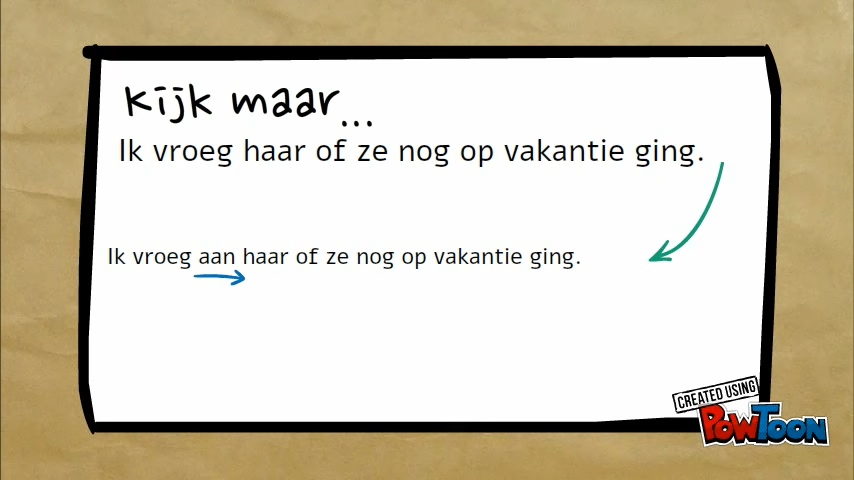 Kijk maar...
Ik vroeg haar of ze nog op vakantie ging.
Ik vroeg aan haar of ze nog op vakantie ging.
CREATED USING
POWTOON